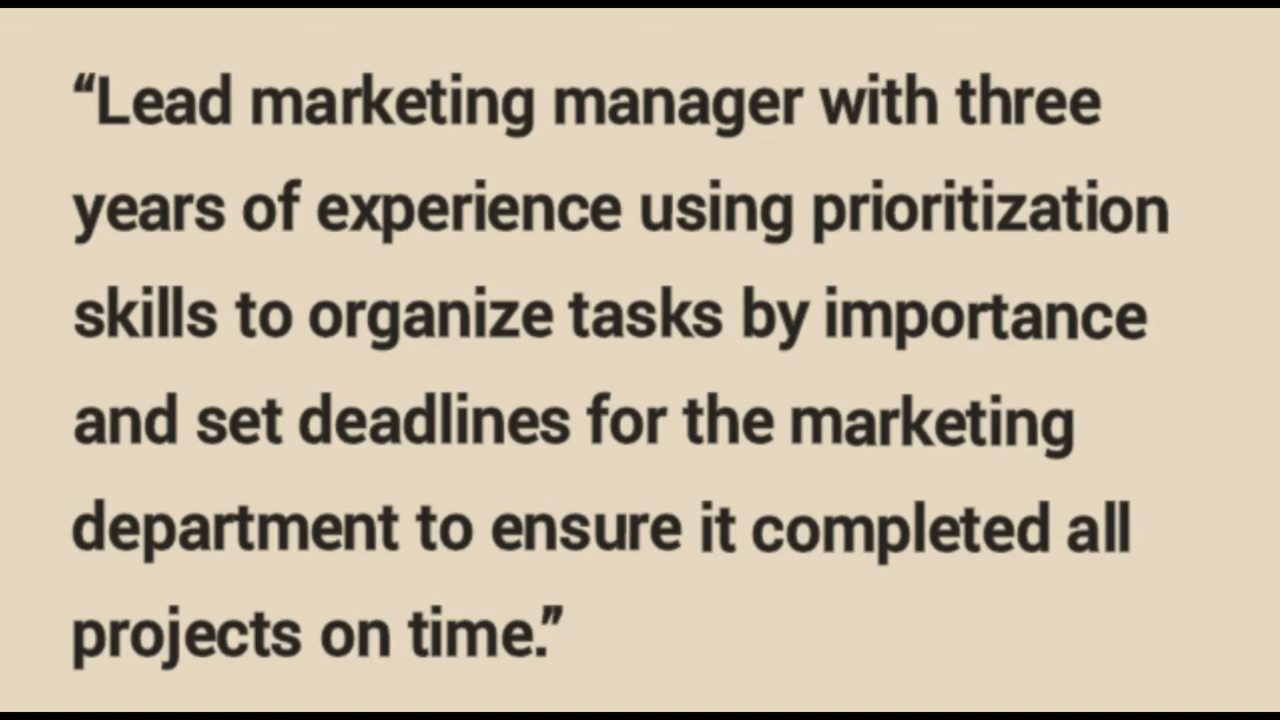 “Lead marketing manager with three
years of experience using prioritization
skills to organize tasks by importance
and set deadlines for the marketing
department to ensure it completed all
projects on time.”